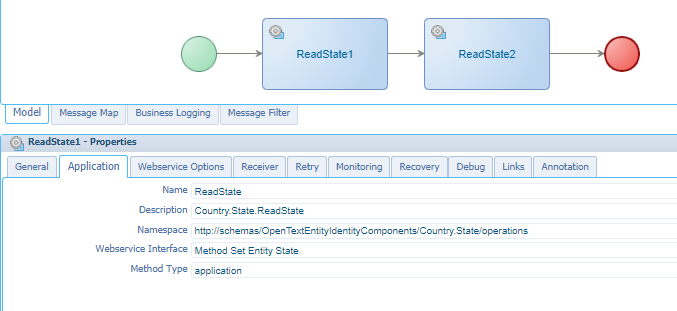 ReadState1
ReadState2
Model Message Map Business Logging Message Filter
ReadState1 - Properties
General Application Webservice Options Receiver Retry Monitoring Recovery Debug Links Annotation
Name ReadState
Description Country.State.ReadState
Namespace http://schemas/OpenTextEntityIdentityComponents/Country.State/operations
Webservice Interface Method Set Entity State
Method Type application